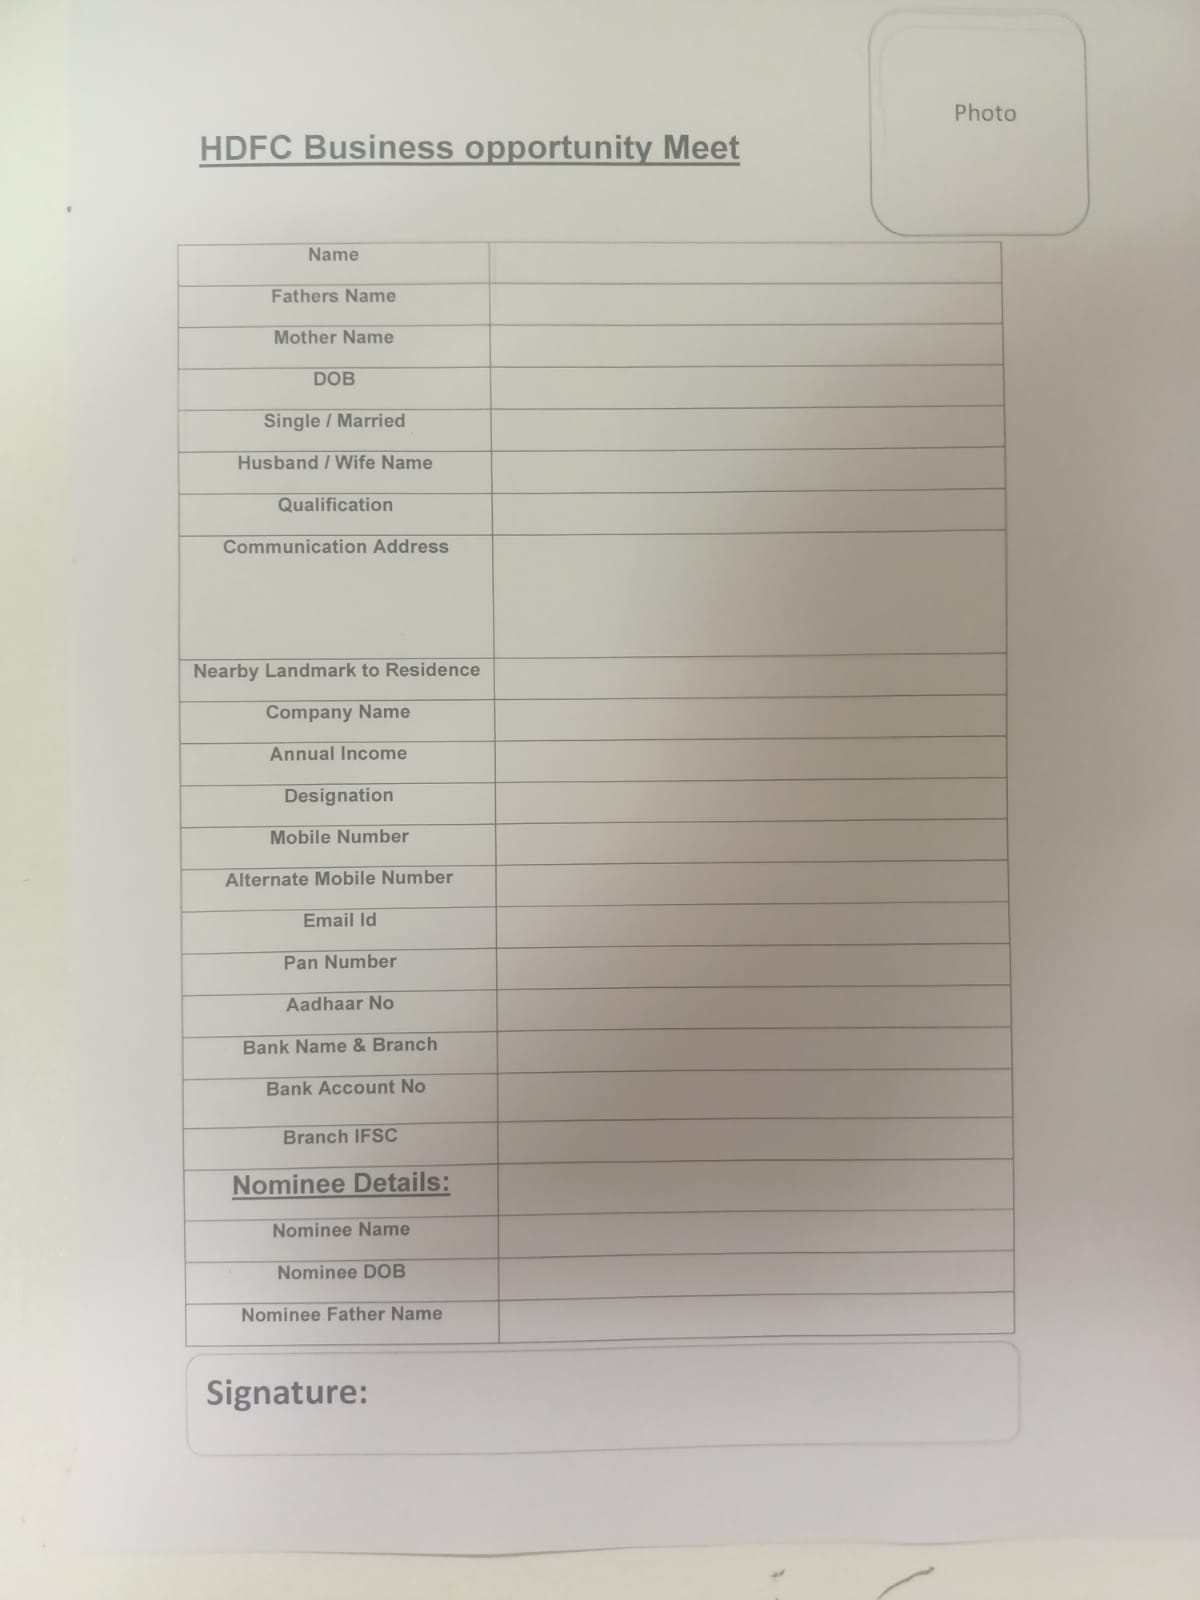 Photo
HDFC Business opportunity Meet
Name
Fathers Name
Mother Name
DOB
Single / Married
Husband / Wife Name
Qualification
Communication Address
Nearby Landmark to Residence
Company Name
Annual Income
Designation
Mobile Number
Alternate Mobile Number
Email Id
Pan Number
Aadhaar No
Bank Name & Branch
Bank Account No
Branch IFSC
Nominee Details:
Nominee Name
Nominee DOB
Nominee Father Name
Signature: